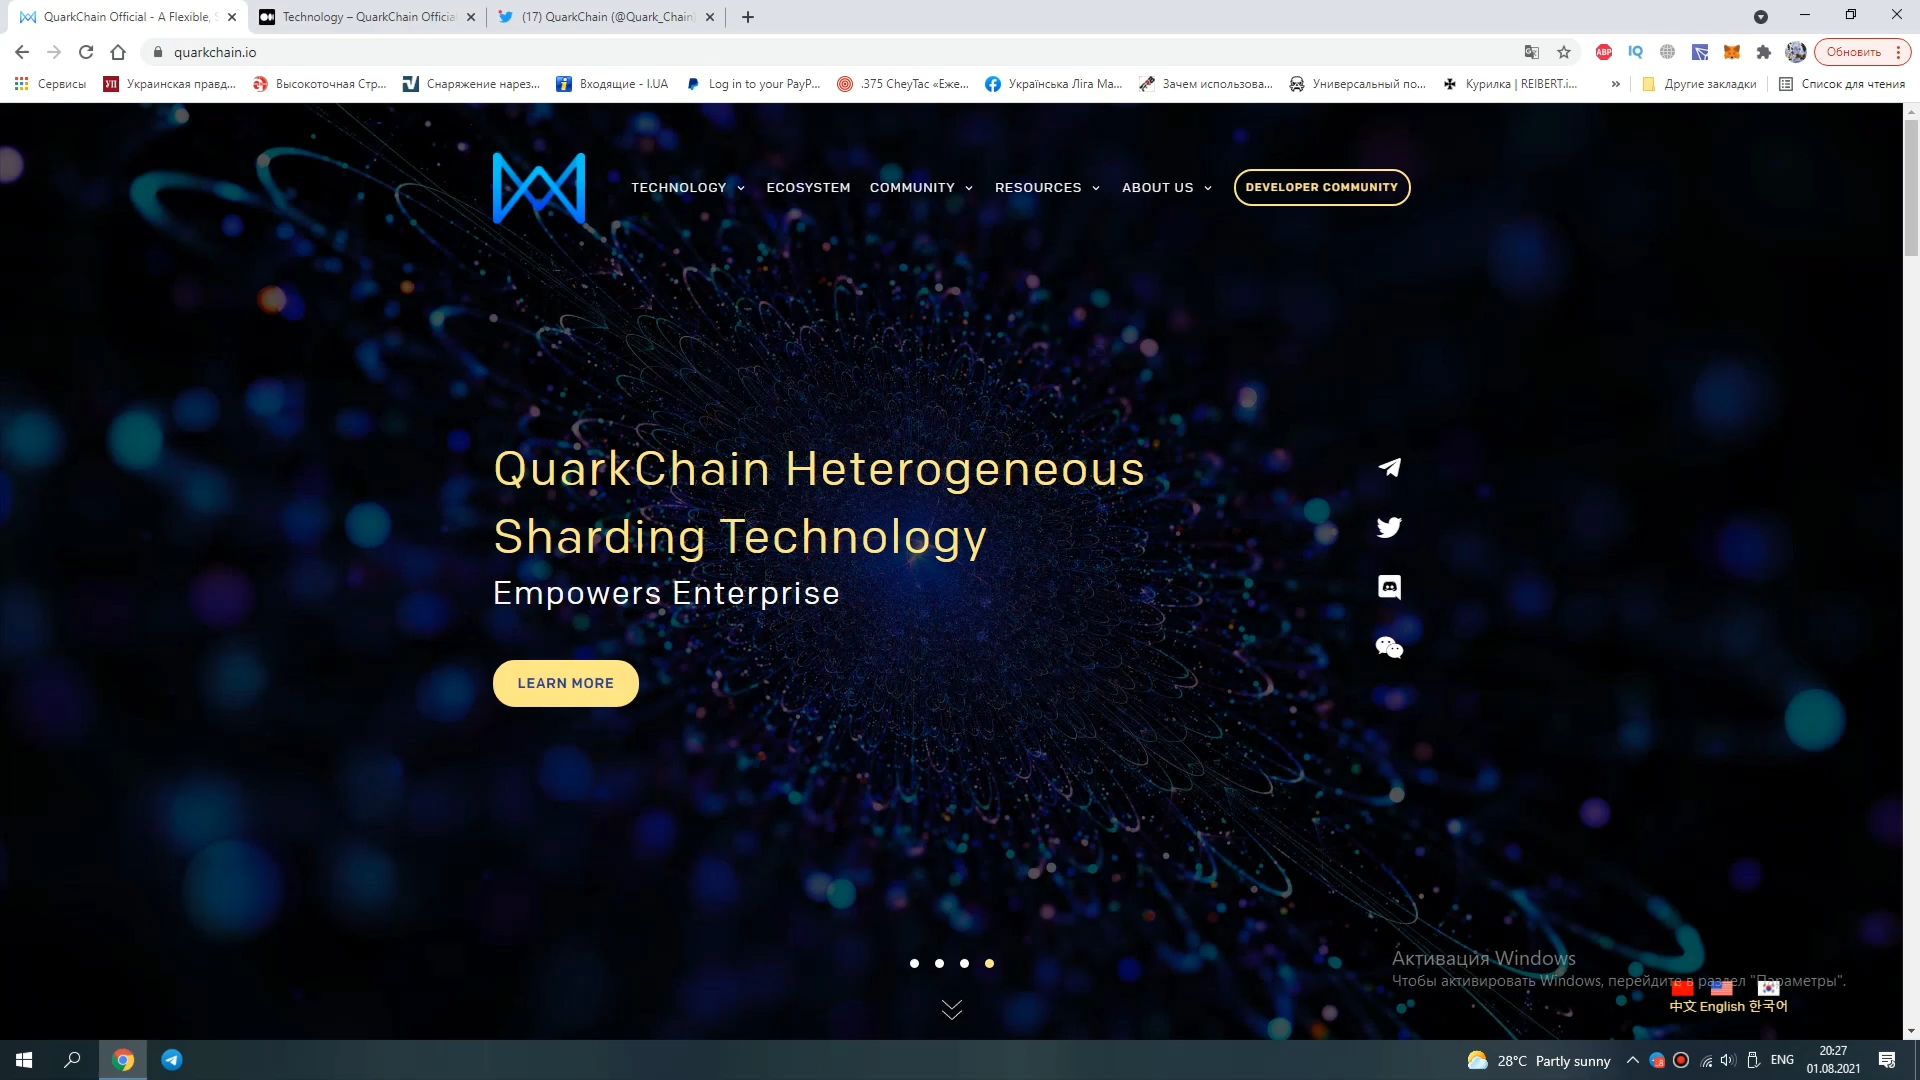 QuarkChain Official - A Flexible, S
Technology – QuarkChain Official
(17) QuarkChain (@Quark_Chain)
quarkchain.io
ABP
IQ
Обновить
Сервисы
УП
Украинская правд...
Высокоточная Стр...
Снаряжение нарез...
Входящие - I.UA
Log in to your PayP...
.375 CheyTac «Еже...
Українська Ліга Ма...
Зачем использова...
Универсальный по...
Курилка | REIBERT.i...
»
Другие закладки
Список для чтения
TECHNOLOGY
ECOSYSTEM
COMMUNITY
RESOURCES
ABOUT US
DEVELOPER COMMUNITY
QuarkChain Heterogeneous
Sharding Technology
Empowers Enterprise
LEARN MORE
Активация Windows
Чтобы активировать Windows, перейдите в раздел "Параметры".
中文 English 한국어
28°C Partly sunny
ENG
20:27
01.08.2021